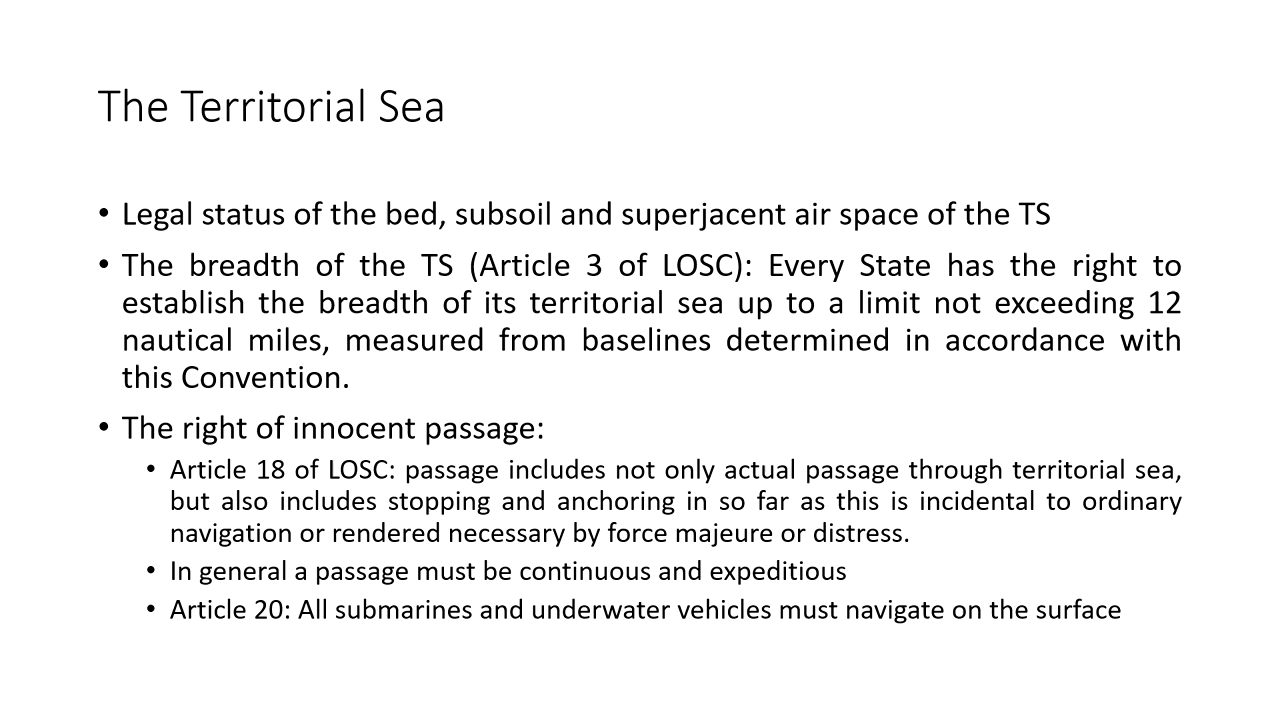 The Territorial Sea
• Legal status of the bed, subsoil and superjacent air space of the TS
• The breadth of the TS (Article 3 of LOSC): Every State has the right to
establish the breadth of its territorial sea up to a limit not exceeding 12
nautical miles, measured from baselines determined in accordance with
this Convention.
• The right of innocent passage:
• Article 18 of LOSC: passage includes not only actual passage through territorial sea,
but also includes stopping and anchoring in so far as this is incidental to ordinary
navigation or rendered necessary by force majeure or distress.
• In general a passage must be continuous and expeditious
• Article 20: All submarines and underwater vehicles must navigate on the surface